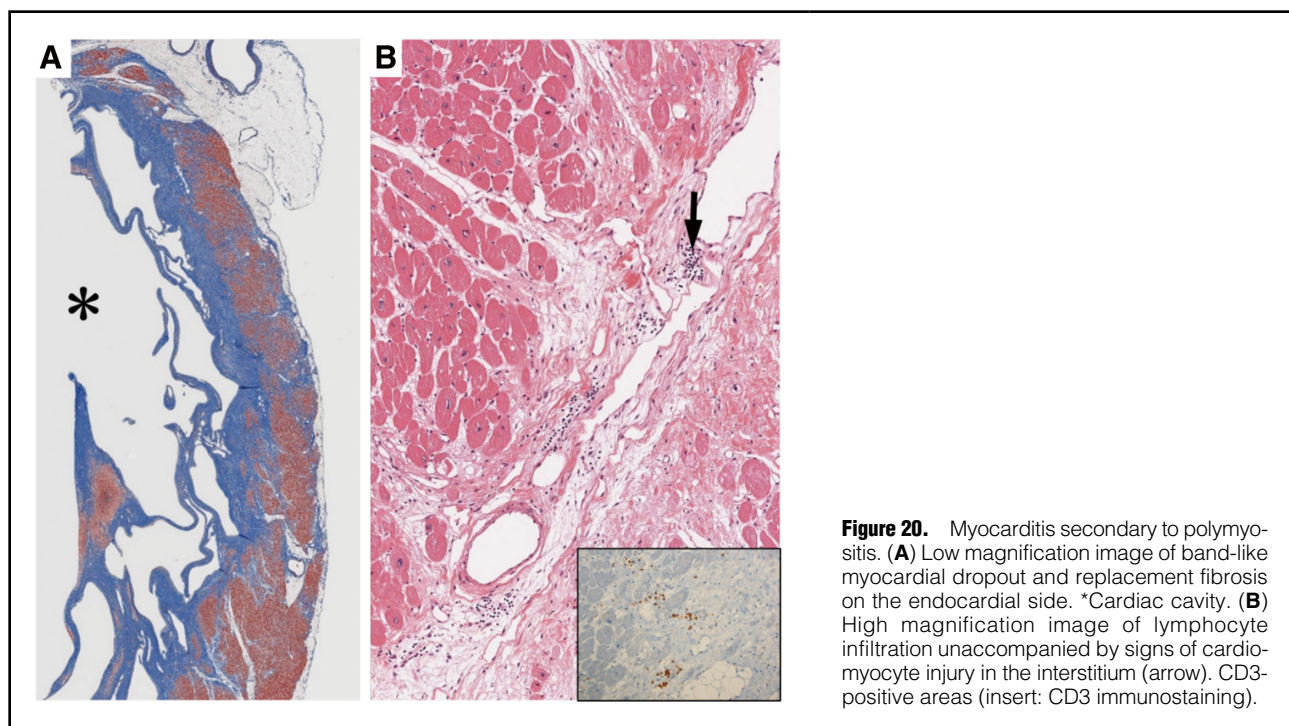 A
B
*
Figure 20. Myocarditis secondary to polymyo-
sitis. (A) Low magnification image of band-like
myocardial dropout and replacement fibrosis
on the endocardial side. *Cardiac cavity. (B)
High magnification image of lymphocyte
infiltration unaccompanied by signs of cardio-
myocyte injury in the interstitium (arrow). CD3-
positive areas (insert: CD3 immunostaining).